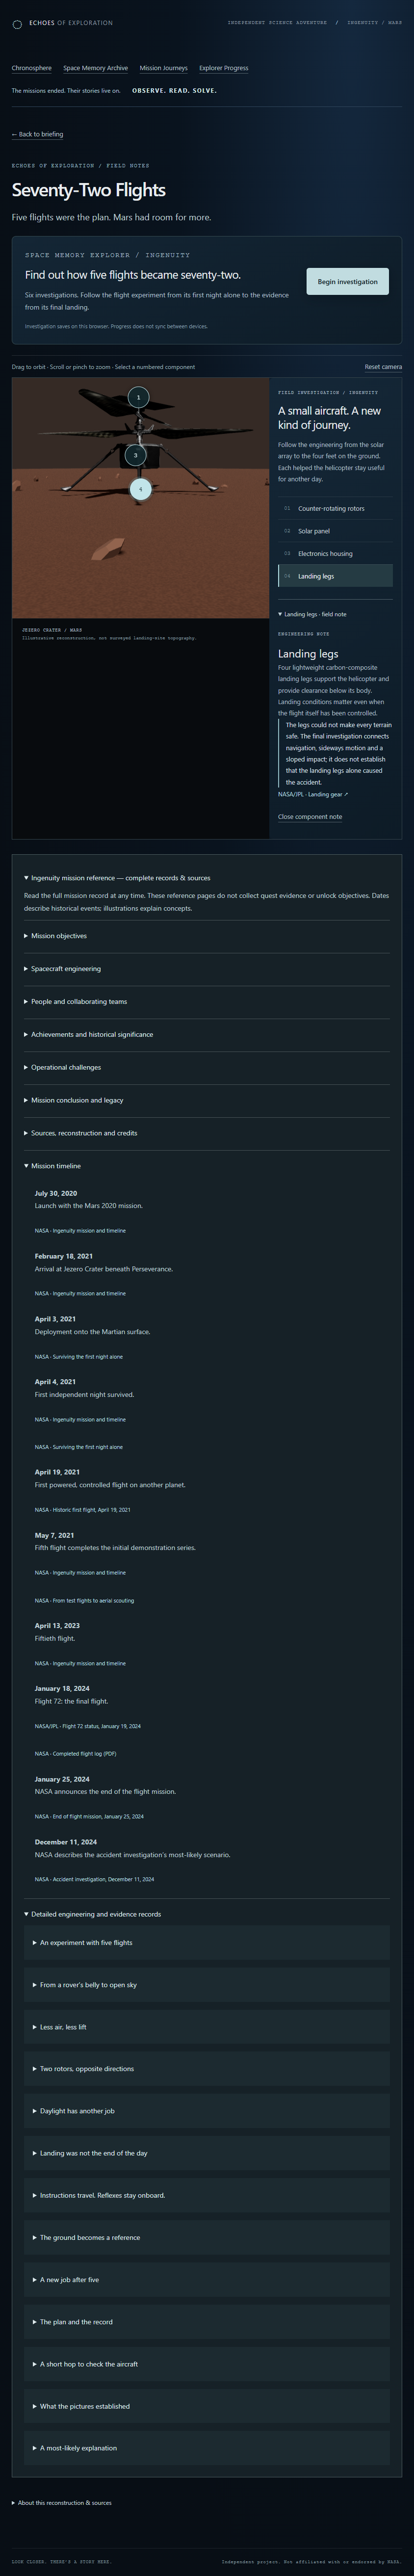 ECHOES OF EXPLORATION
INDEPENDENT SCIENCE ADVENTURE / INGENUITY / MARS
Chronosphere Space Memory Archive Mission Journeys Explorer Progress
The missions ended. Their stories live on. OBSERVE. READ. SOLVE.
← Back to briefing
ECHOES OF EXPLORATION / FIELD NOTES
Seventy-Two Flights
Five flights were the plan. Mars had room for more.
SPACE MEMORY EXPLORER / INGENUITY
Find out how five flights became seventy-two.
Six investigations. Follow the flight experiment from its first night alone to the evidence
from its final landing.
Investigation saves on this browser. Progress does not sync between devices.
Begin investigation
Drag to orbit · Scroll or pinch to zoom · Select a numbered component
Reset camera
1
3
4
JEZERO CRATER / MARS
Illustrative reconstruction, not surveyed landing-site topography.
FIELD INVESTIGATION / INGENUITY
A small aircraft. A new
kind of journey.
Follow the engineering from the solar
array to the four feet on the ground.
Each helped the helicopter stay useful
for another day.
01 Counter-rotating rotors
02 Solar panel
03 Electronics housing
04 Landing legs
▼ Landing legs · field note
ENGINEERING NOTE
Landing legs
Four lightweight carbon-composite
landing legs support the helicopter and
provide clearance below its body.
Landing conditions matter even when
the flight itself has been controlled.
The legs could not make every terrain
safe. The final investigation connects
navigation, sideways motion and a
sloped impact; it does not establish
that the landing legs alone caused
the accident.
NASA/JPL · Landing gear ↗
Close component note
▼ Ingenuity mission reference — complete records & sources
Read the full mission record at any time. These reference pages do not collect quest evidence or unlock objectives. Dates
describe historical events; illustrations explain concepts.
▶ Mission objectives
▶ Spacecraft engineering
▶ People and collaborating teams
▶ Achievements and historical significance
▶ Operational challenges
▶ Mission conclusion and legacy
▶ Sources, reconstruction and credits
▼ Mission timeline
July 30, 2020
Launch with the Mars 2020 mission.
NASA · Ingenuity mission and timeline
February 18, 2021
Arrival at Jezero Crater beneath Perseverance.
NASA · Ingenuity mission and timeline
April 3, 2021
Deployment onto the Martian surface.
NASA · Surviving the first night alone
April 4, 2021
First independent night survived.
NASA · Ingenuity mission and timeline
NASA · Surviving the first night alone
April 19, 2021
First powered, controlled flight on another planet.
NASA · Historic first flight, April 19, 2021
May 7, 2021
Fifth flight completes the initial demonstration series.
NASA · Ingenuity mission and timeline
NASA · From test flights to aerial scouting
April 13, 2023
Fiftieth flight.
NASA · Ingenuity mission and timeline
January 18, 2024
Flight 72: the final flight.
NASA/JPL · Flight 72 status, January 19, 2024
NASA · Completed flight log (PDF)
January 25, 2024
NASA announces the end of the flight mission.
NASA · End of flight mission, January 25, 2024
December 11, 2024
NASA describes the accident investigation's most-likely scenario.
NASA · Accident investigation, December 11, 2024
▼ Detailed engineering and evidence records
▶ An experiment with five flights
▶ From a rover's belly to open sky
▶ Less air, less lift
▶ Two rotors, opposite directions
▶ Daylight has another job
▶ Landing was not the end of the day
▶ Instructions travel. Reflexes stay onboard.
▶ The ground becomes a reference
▶ A new job after five
▶ The plan and the record
▶ A short hop to check the aircraft
▶ What the pictures established
▶ A most-likely explanation
▶ About this reconstruction & sources
LOOK CLOSER. THERE'S A STORY HERE.
Independent project. Not affiliated with or endorsed by NASA.